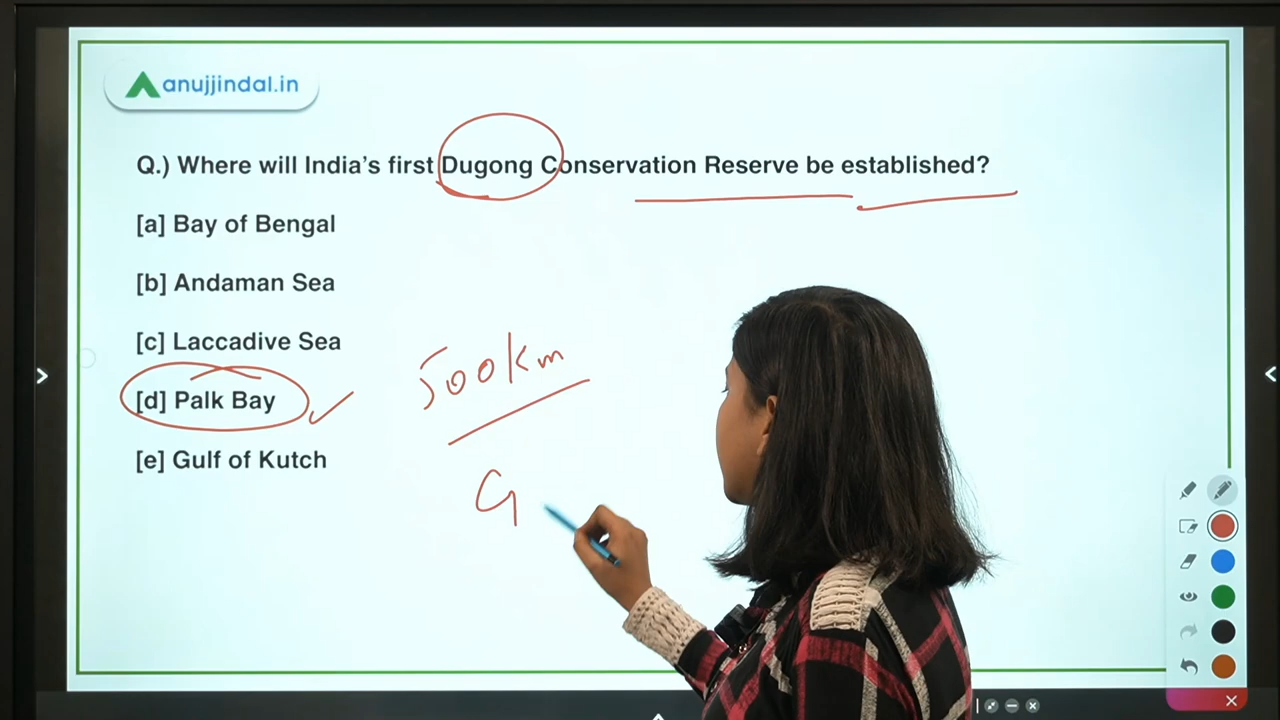 anujjindal.in
Q.) Where will India's first Dugong Conservation Reserve be established?
[a] Bay of Bengal
[b] Andaman Sea
[c] Laccadive Sea
[d] Palk Bay
[e] Gulf of Kutch
500km
G